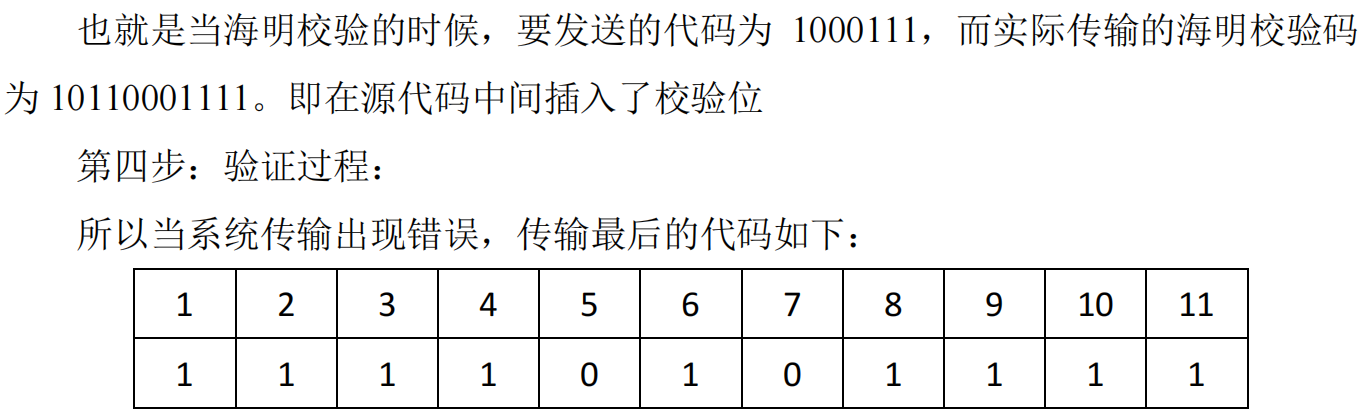 也就是当海明校验的时候，要发送的代码为 1000111，而实际传输的海明校验码
为 10110001111。即在源代码中间插入了校验位
第四步：验证过程：
所以当系统传输出现错误，传输最后的代码如下：
1 2 3 4 5 6 7 8 9 10 11
1 1 1 1 0 1 0 1 1 1 1